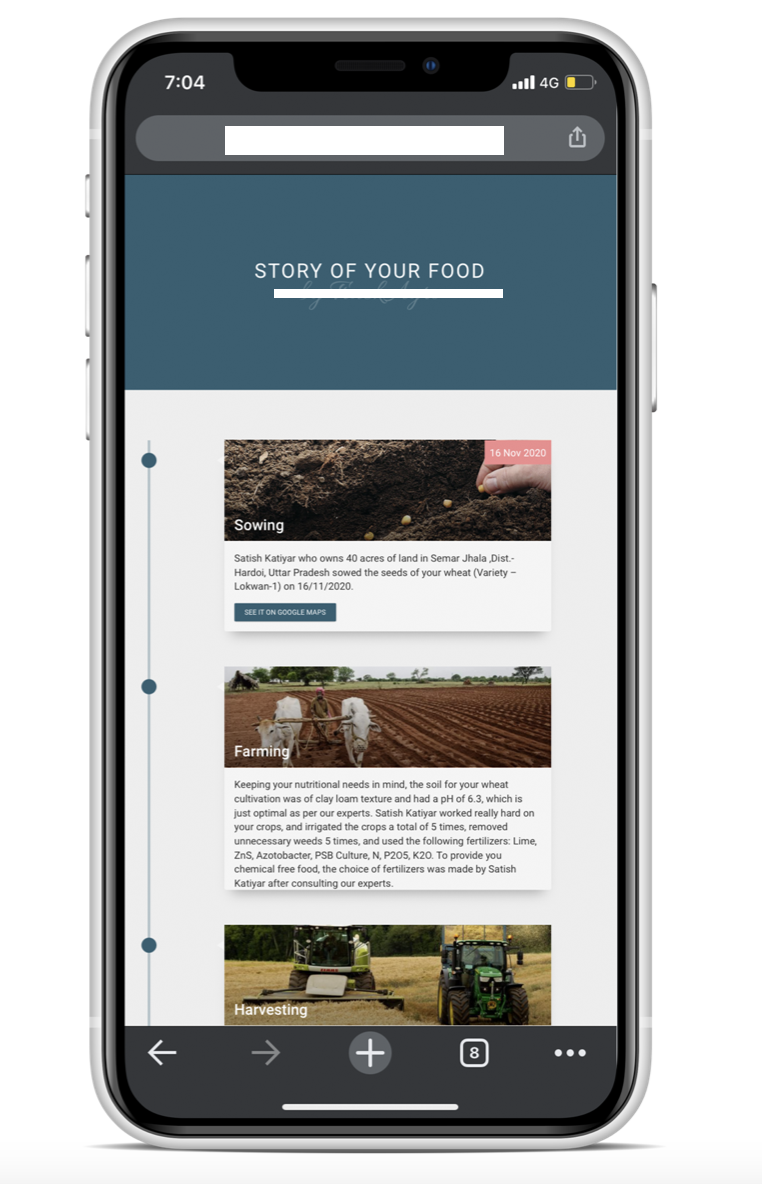 7:04
4G
STORY OF YOUR FOOD
16 Nov 2020
Sowing
Satish Katiyar who owns 40 acres of land in Semar Jhala ,Dist.-
Hardoi, Uttar Pradesh sowed the seeds of your wheat (Variety –
Lokwan-1) on 16/11/2020.
SEE IT ON GOOGLE MAPS
Farming
Keeping your nutritional needs in mind, the soil for your wheat
cultivation was of clay loam texture and had a pH of 6.3, which is
just optimal as per our experts. Satish Katiyar worked really hard on
your crops, and irrigated the crops a total of 5 times, removed
unnecessary weeds 5 times, and used the following fertilizers: Lime,
ZnS, Azotobacter, PSB Culture, N, P2O5, K2O. To provide you
chemical free food, the choice of fertilizers was made by Satish
Katiyar after consulting our experts.
Harvesting
8